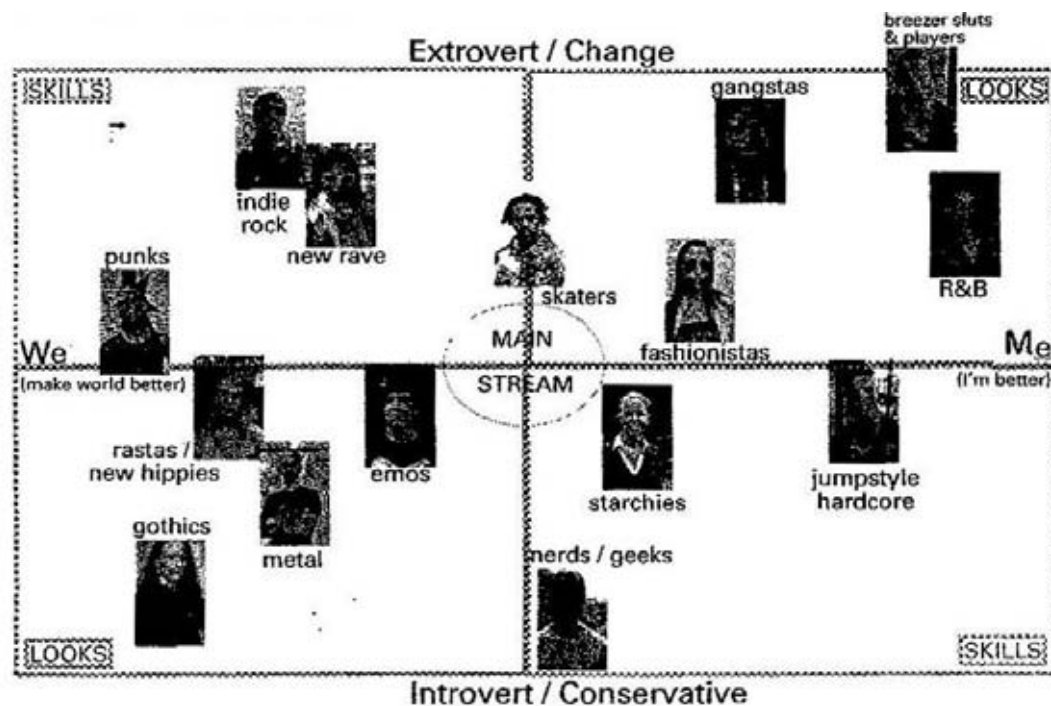 breezer sluts
& players
Extrovert / Change
SKILLS
LOOKS
gangstas
indie
rock
new rave
punks
skaters
R&B
MAIN
fashionistas
We
Me
(make world better)
(I'm better)
STREAM
rastas /
new hippies
emos
starchies
jumpstyle
hardcore
gothics
metal
nerds / geeks
LOOKS
SKILLS
Introvert / Conservative